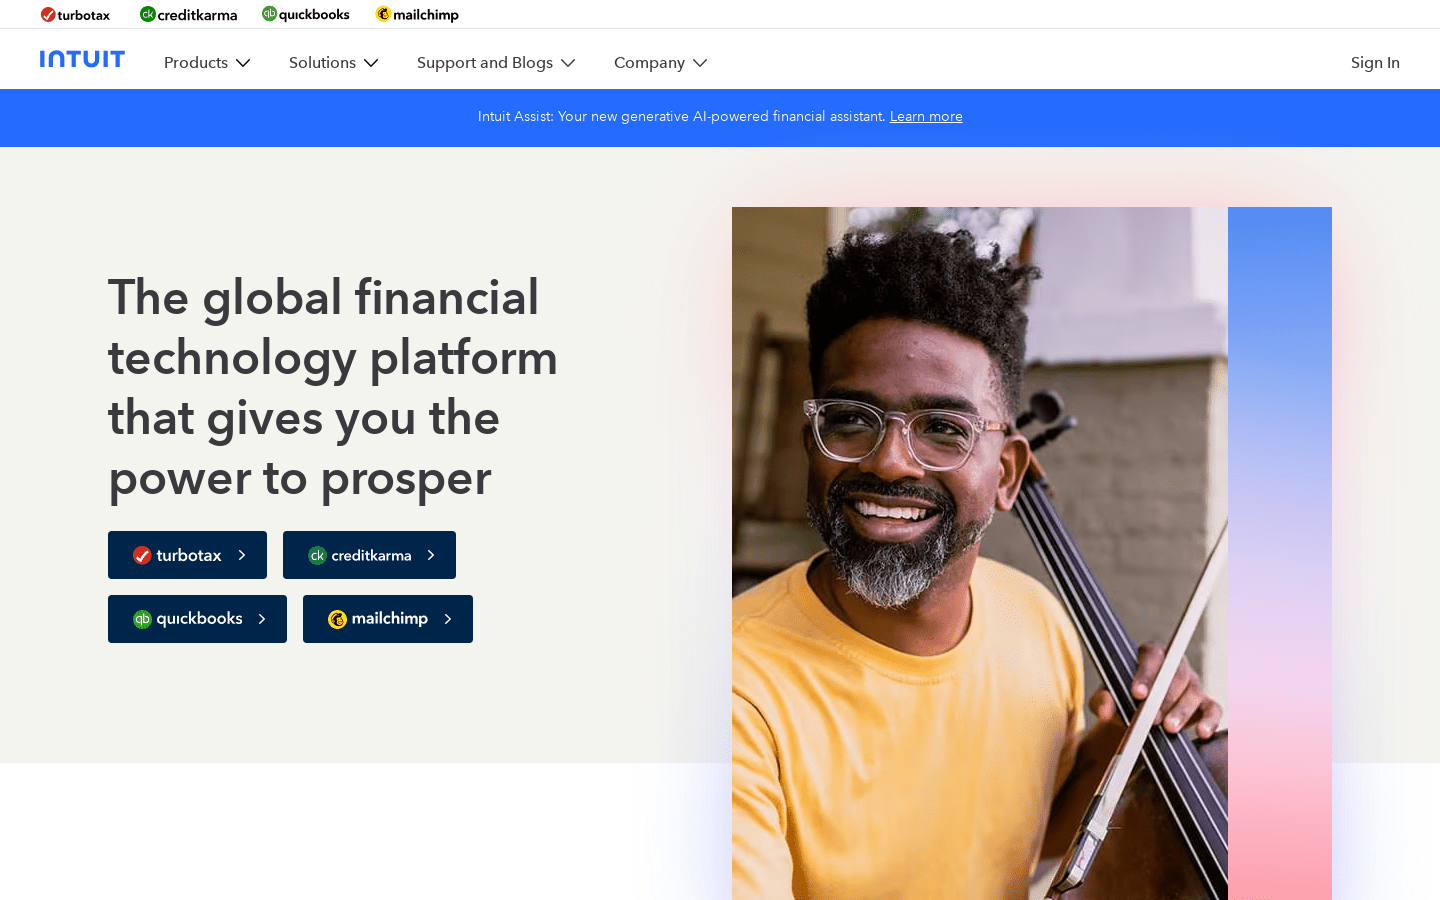 turbotax creditkarma quickbooks mailchimp
INTUIT Products Solutions Support and Blogs Company Sign In
Intuit Assist: Your new generative AI-powered financial assistant. Learn more
The global financial
technology platform
that gives you the
power to prosper
turbotax creditkarma
quickbooks mailchimp